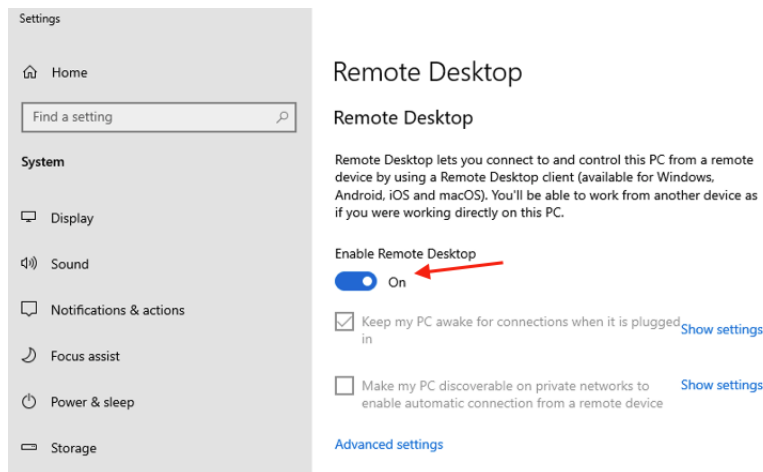 Settings
Home
Find a setting
System
Display
Sound
Notifications & actions
Focus assist
Power & sleep
Storage
Remote Desktop
Remote Desktop
Remote Desktop lets you connect to and control this PC from a remote
device by using a Remote Desktop client (available for Windows,
Android, iOS and macOS). You'll be able to work from another device as
if you were working directly on this PC.
Enable Remote Desktop
On
Keep my PC awake for connections when it is plugged
in
Show settings
Make my PC discoverable on private networks to
enable automatic connection from a remote device
Show settings
Advanced settings